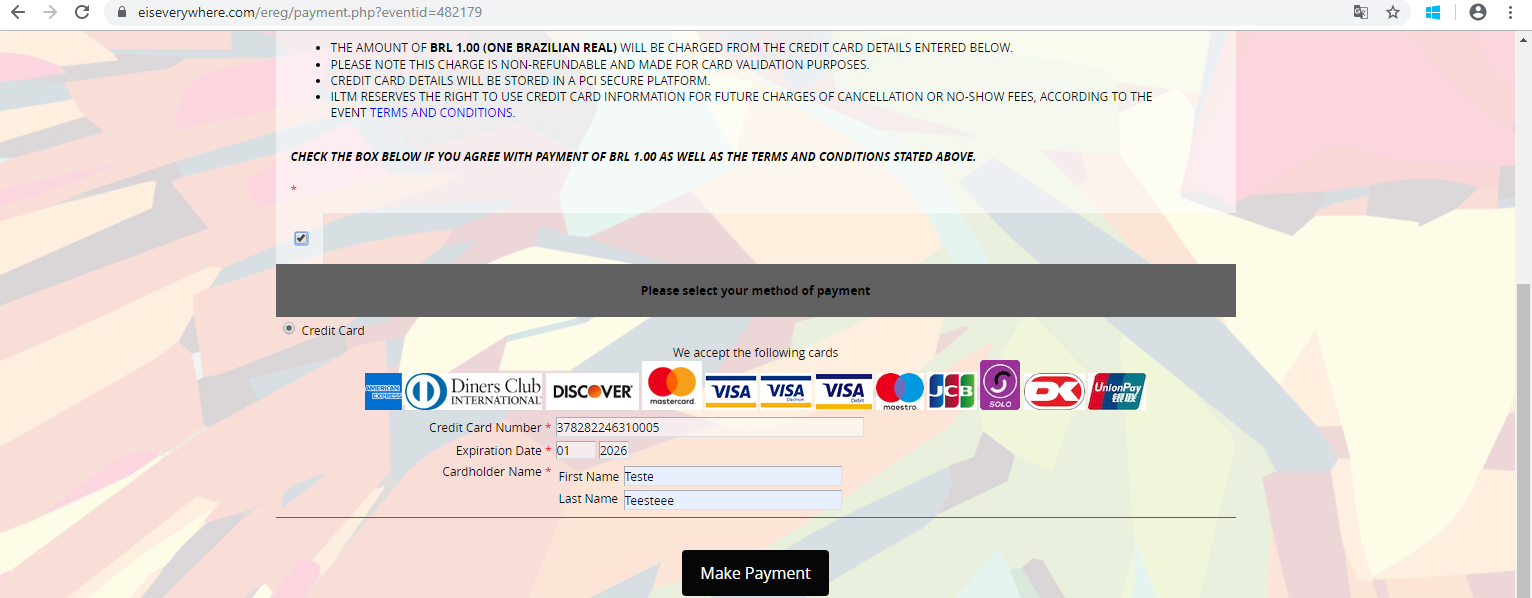 eiseverywhere.com/ereg/payment.php?eventid=482179
• THE AMOUNT OF BRL 1.00 (ONE BRAZILIAN REAL) WILL BE CHARGED FROM THE CREDIT CARD DETAILS ENTERED BELOW.
• PLEASE NOTE THIS CHARGE IS NON-REFUNDABLE AND MADE FOR CARD VALIDATION PURPOSES.
• CREDIT CARD DETAILS WILL BE STORED IN A PCI SECURE PLATFORM.
• ILTM RESERVES THE RIGHT TO USE CREDIT CARD INFORMATION FOR FUTURE CHARGES OF CANCELLATION OR NO-SHOW FEES, ACCORDING TO THE
EVENT TERMS AND CONDITIONS.
CHECK THE BOX BELOW IF YOU AGREE WITH PAYMENT OF BRL 1.00 AS WELL AS THE TERMS AND CONDITIONS STATED ABOVE.
*
Please select your method of payment
Credit Card
We accept the following cards
AMERICAN EXPRESS Diners Club INTERNATIONAL DISCOVER mastercard VISA VISA Electron VISA Debit maestro JCB SOLO DK UnionPay 银联
Credit Card Number * 378282246310005
Expiration Date * 01 2026
Cardholder Name * First Name Teste
Last Name Teesteee
Make Payment